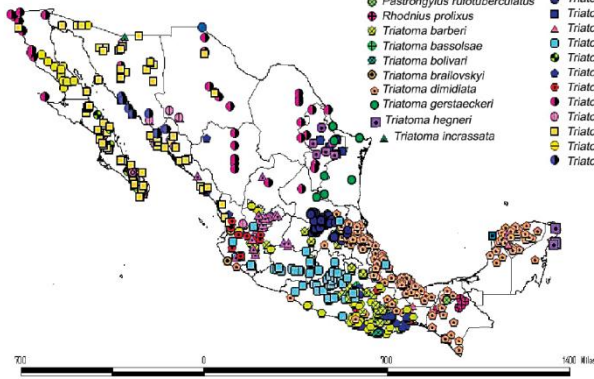 Pastrongylus rufotuberculatus
Rhodnius prolixus
Triatoma barberi
Triatoma bassolsae
Triatoma bolivari
Triatoma brailovskyi
Triatoma dimidiata
Triatoma gerstaeckeri
Triatoma hegneri
Triatoma incrassata
700 0 700 1400 Miles